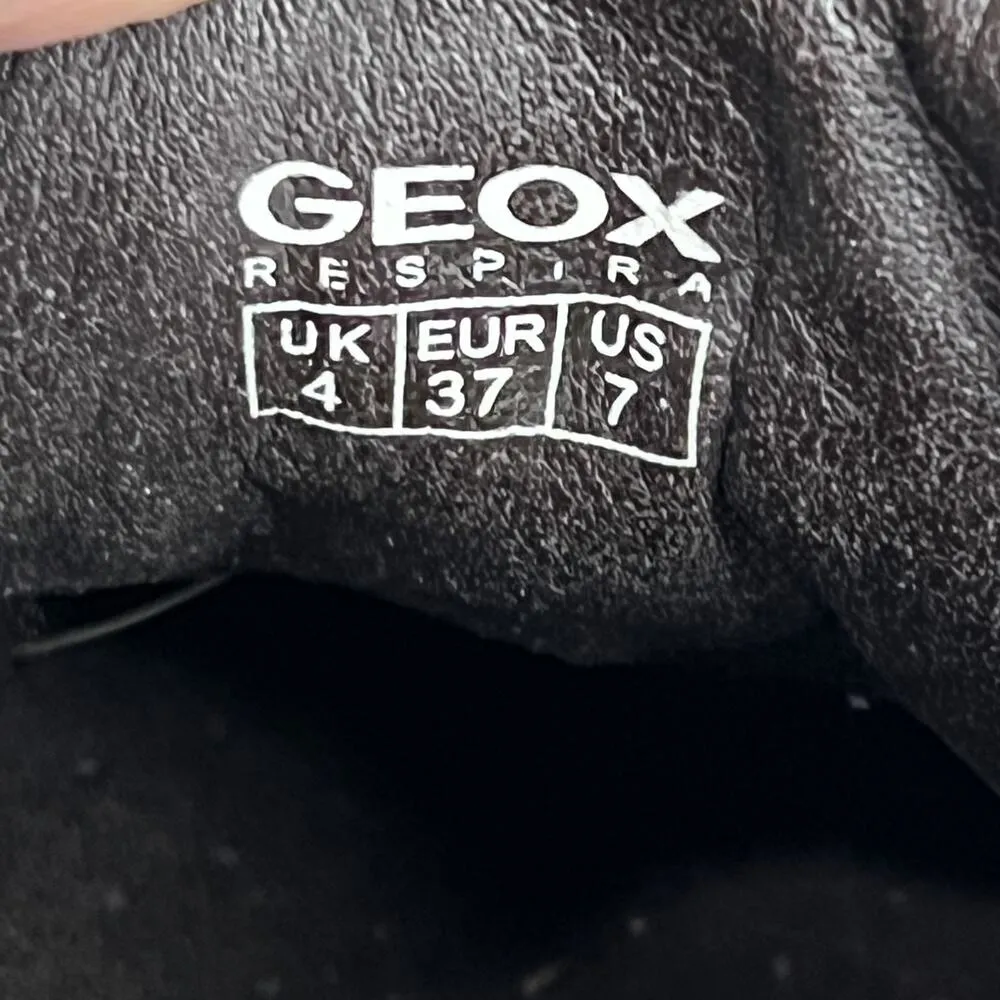 GEOX
RESPIRA
UK EUR US
4 37 7